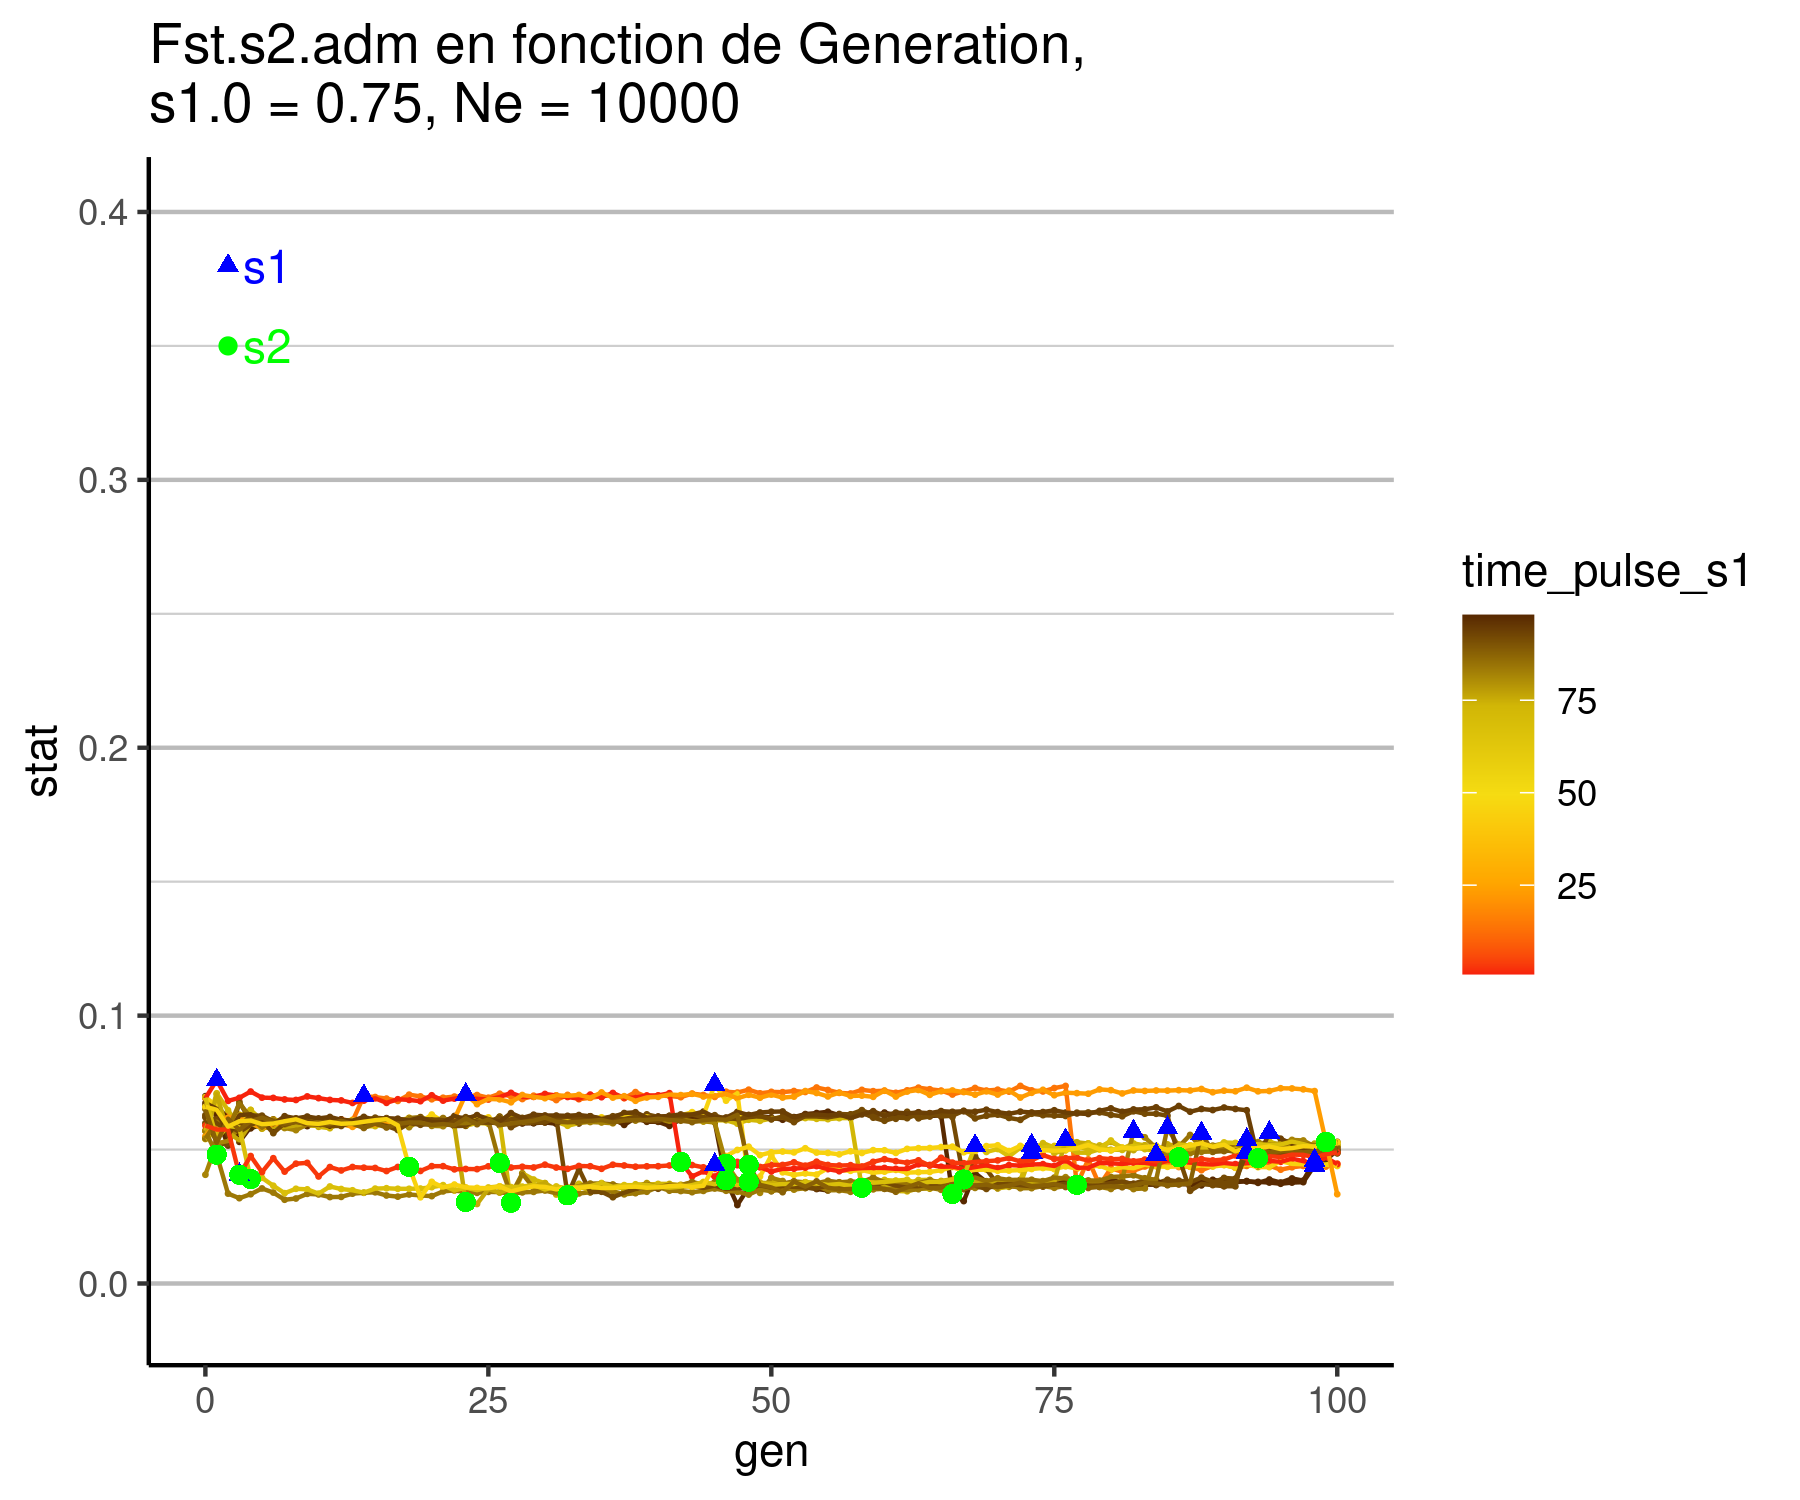 Fst.s2.adm en fonction de Generation,
s1.0 = 0.75, Ne = 10000
0.4
s1
s2
0.3
0.2
0.1
0.0
stat
0
25
50
75
100
gen
time_pulse_s1
75
50
25